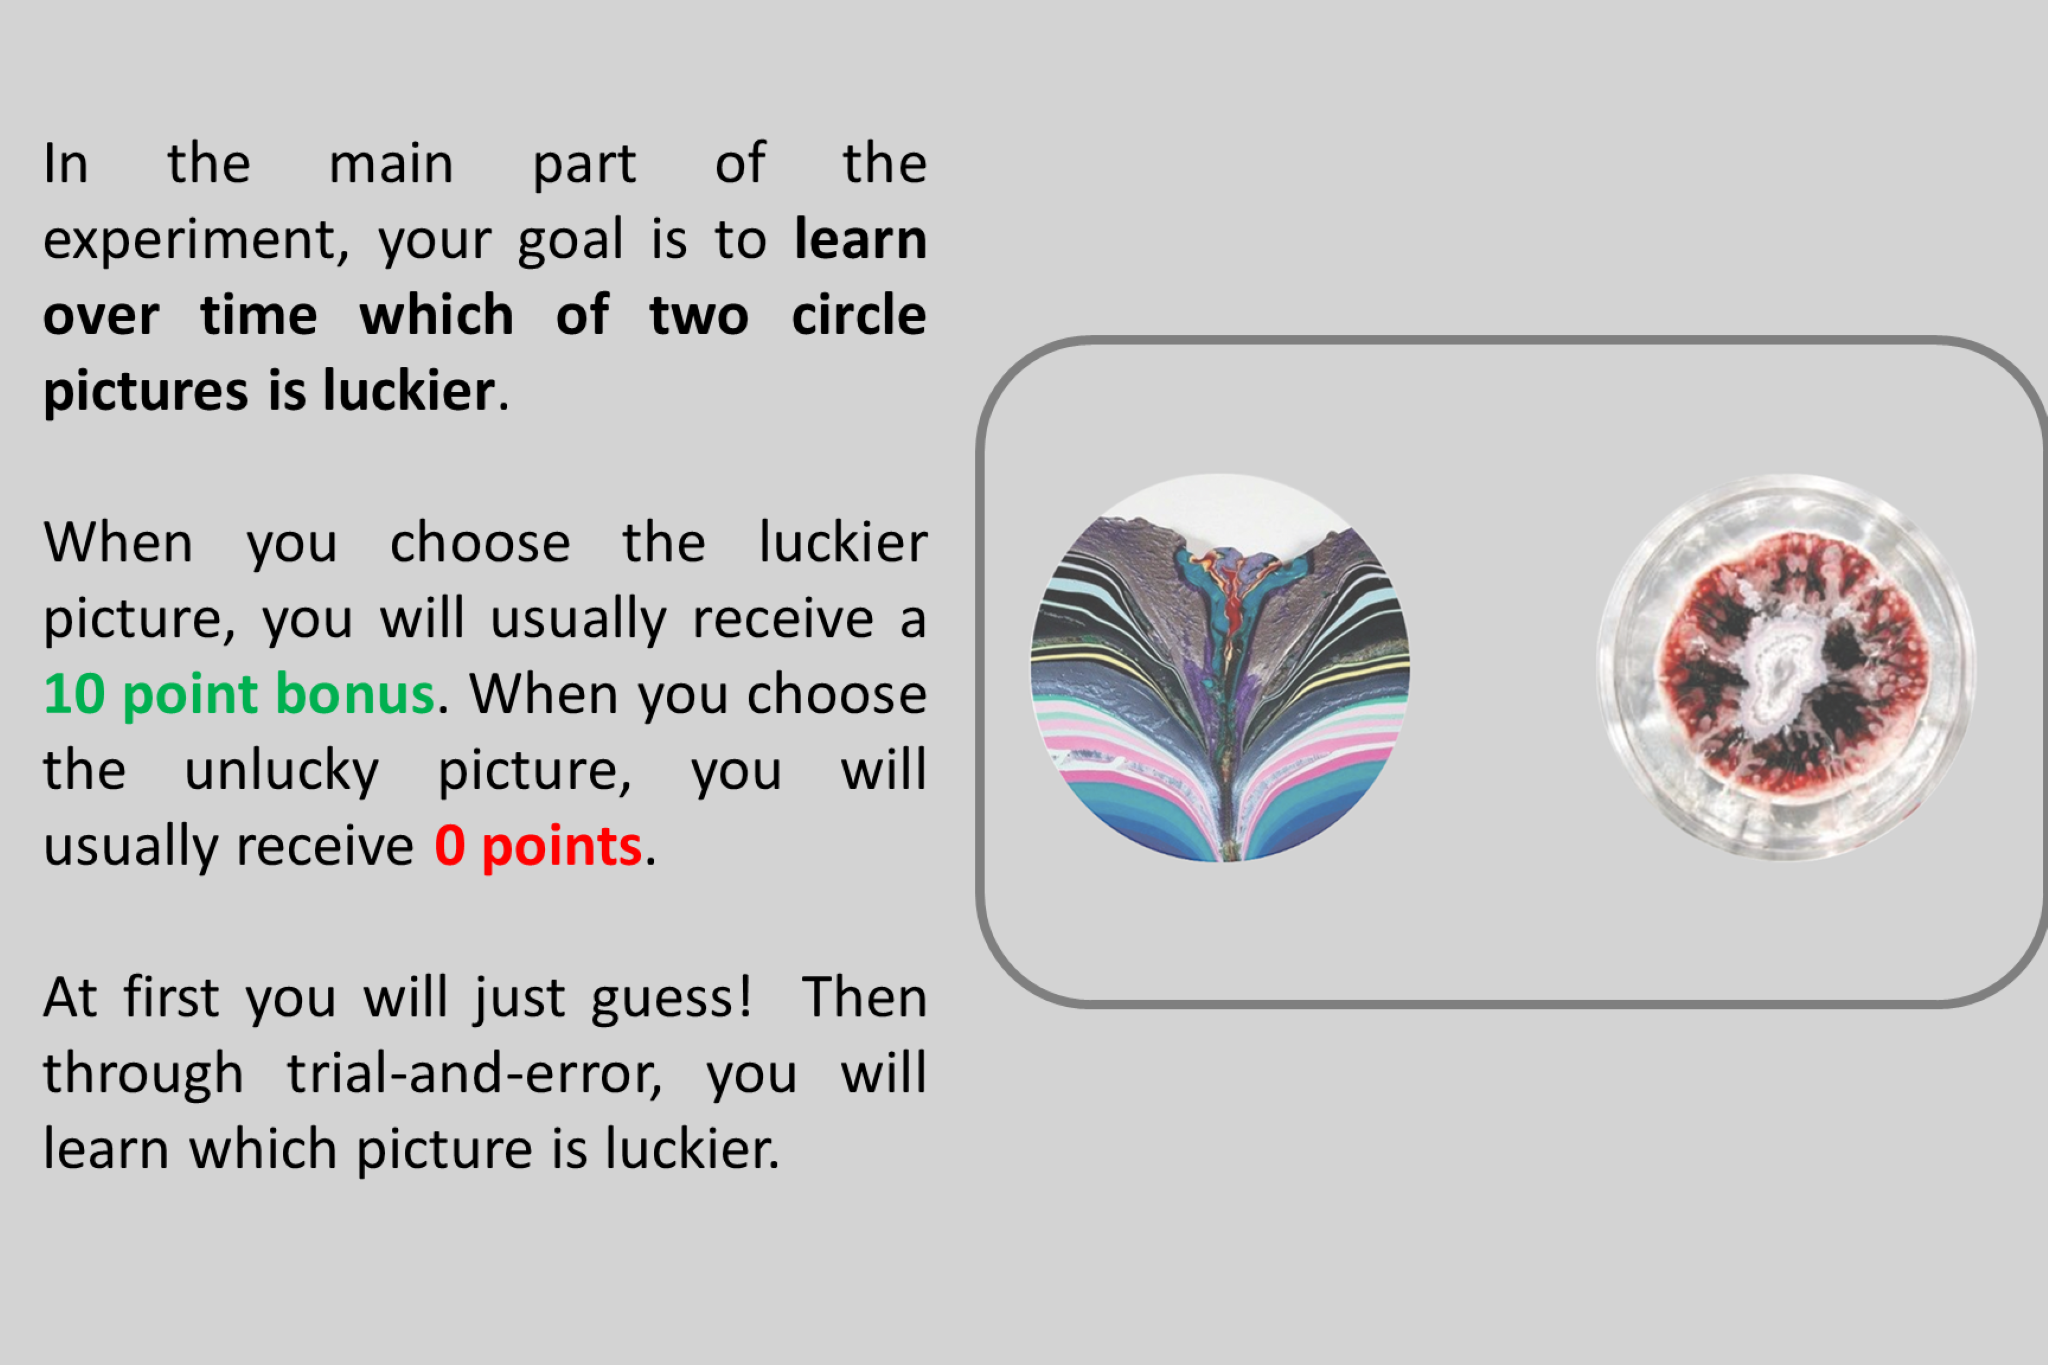 In the main part of the
experiment, your goal is to learn
over time which of two circle
pictures is luckier.
When you choose the luckier
picture, you will usually receive a
10 point bonus. When you choose
the unlucky picture, you will
usually receive 0 points.
At first you will just guess!  Then
through trial-and-error, you will
learn which picture is luckier.